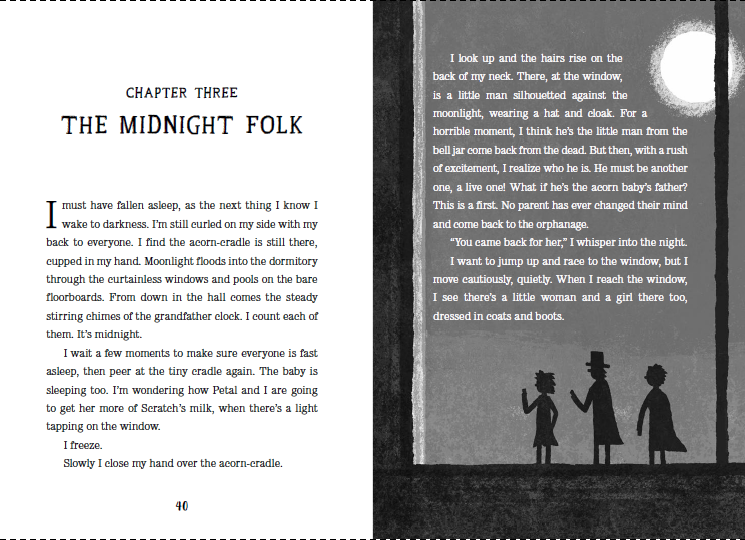 CHAPTER THREE
THE MIDNIGHT FOLK
I must have fallen asleep, as the next thing I know I
wake to darkness. I'm still curled on my side with my
back to everyone. I find the acorn-cradle is still there,
cupped in my hand. Moonlight floods into the dormitory
through the curtainless windows and pools on the bare
floorboards. From down in the hall comes the steady
stirring chimes of the grandfather clock. I count each of
them. It's midnight.
I wait a few moments to make sure everyone is fast
asleep, then peer at the tiny cradle again. The baby is
sleeping too. I'm wondering how Petal and I are going
to get her more of Scratch's milk, when there's a light
tapping on the window.
I freeze.
Slowly I close my hand over the acorn-cradle.
40
I look up and the hairs rise on the
back of my neck. There, at the window,
is a little man silhouetted against the
moonlight, wearing a hat and cloak. For a
horrible moment, I think he's the little man from the
bell jar come back from the dead. But then, with a rush
of excitement, I realize who he is. He must be another
one, a live one! What if he's the acorn baby's father?
This is a first. No parent has ever changed their mind
and come back to the orphanage.
"You came back for her," I whisper into the night.
I want to jump up and race to the window, but I
move cautiously, quietly. When I reach the window,
I see there's a little woman and a girl there too,
dressed in coats and boots.